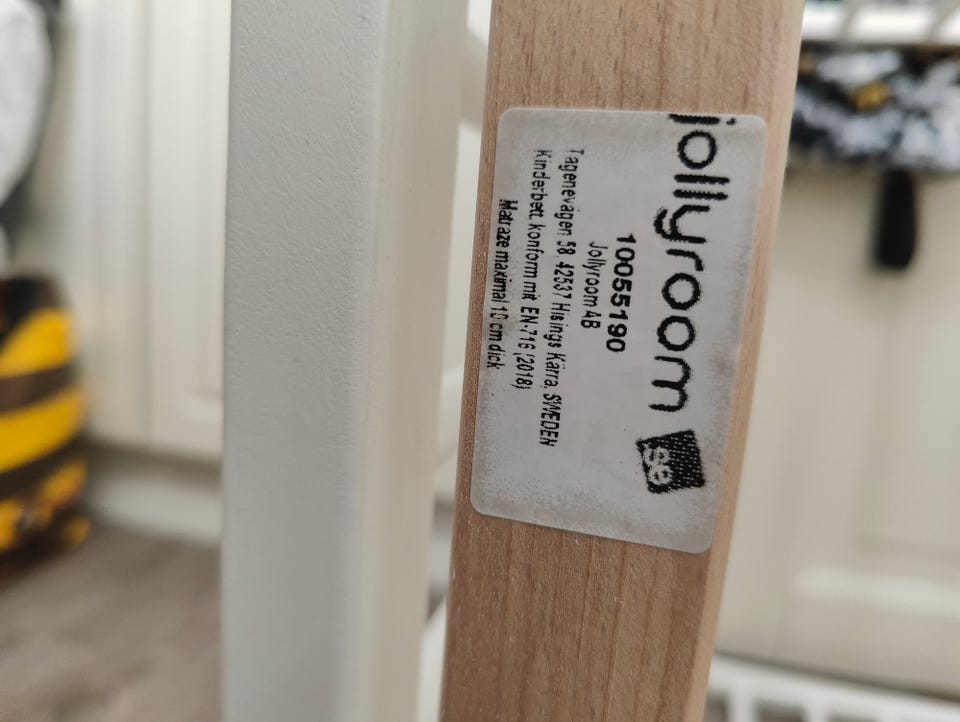 jollyroom
se
10055190
Jollyroom AB
Tagenevägen 58, 42537 Hisings Kärra, SWEDEN
Kinderbett, konform mit EN-716 (2018)
Matraze maximal 10 cm dick